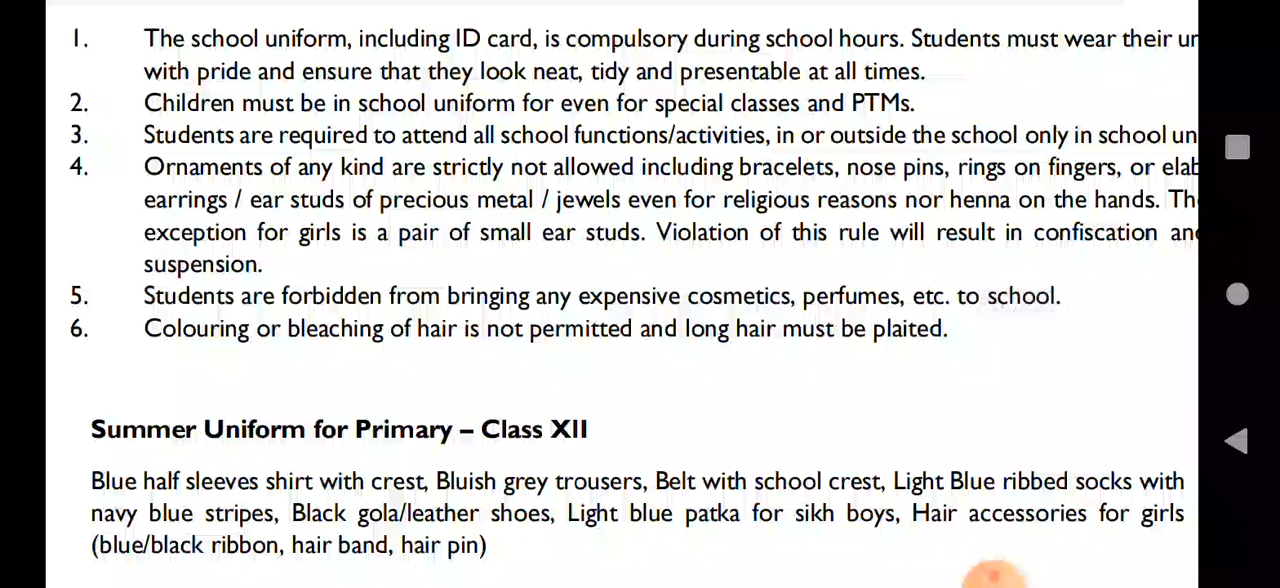 1. The school uniform, including ID card, is compulsory during school hours. Students must wear their
with pride and ensure that they look neat, tidy and presentable at all times.
2. Children must be in school uniform for even for special classes and PTMs.
3. Students are required to attend all school functions/activities, in or outside the school only in school
4. Ornaments of any kind are strictly not allowed including bracelets, nose pins, rings on fingers, or
earrings / ear studs of precious metal / jewels even for religious reasons nor henna on the hands.
exception for girls is a pair of small ear studs. Violation of this rule will result in confiscation
suspension.
5. Students are forbidden from bringing any expensive cosmetics, perfumes, etc. to school.
6. Colouring or bleaching of hair is not permitted and long hair must be plaited.
Summer Uniform for Primary – Class XII
Blue half sleeves shirt with crest, Bluish grey trousers, Belt with school crest, Light Blue ribbed socks with
navy blue stripes, Black gola/leather shoes, Light blue patka for sikh boys, Hair accessories for girls
(blue/black ribbon, hair band, hair pin)